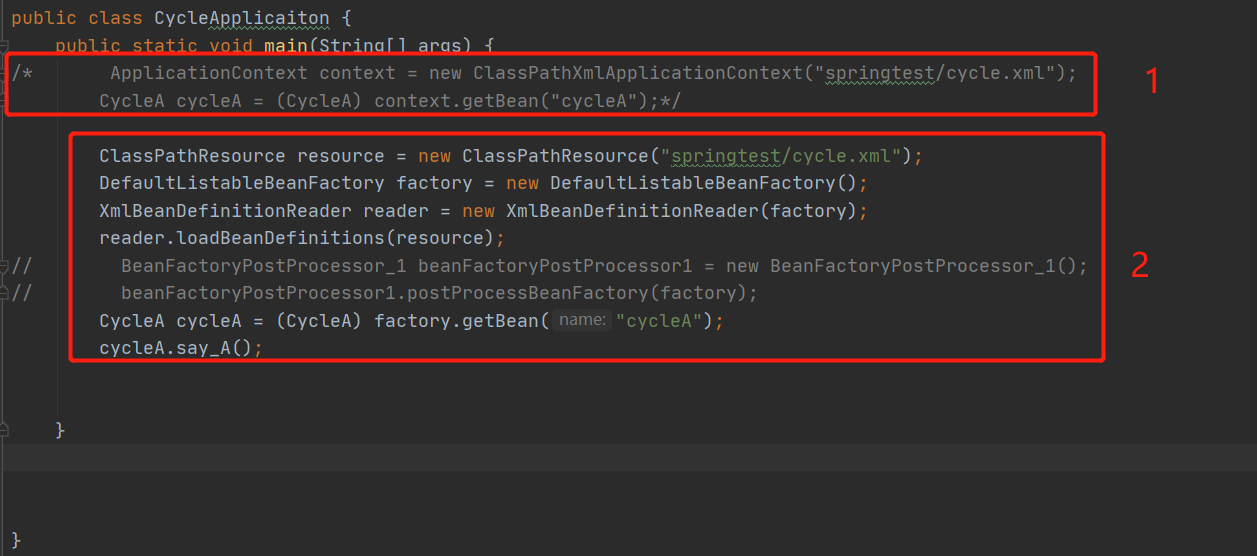 public class CycleApplicaiton {
public static void main(String[] args) {
/* ApplicationContext context = new ClassPathXmlApplicationContext("springtest/cycle.xml");
1
CycleA cycleA = (CycleA) context.getBean("cycleA");*/
ClassPathResource resource = new ClassPathResource("springtest/cycle.xml");
DefaultListableBeanFactory factory = new DefaultListableBeanFactory();
XmlBeanDefinitionReader reader = new XmlBeanDefinitionReader(factory);
reader.loadBeanDefinitions(resource);
// BeanFactoryPostProcessor_1 beanFactoryPostProcessor1 = new BeanFactoryPostProcessor_1();
2
// beanFactoryPostProcessor1.postProcessBeanFactory(factory);
CycleA cycleA = (CycleA) factory.getBean( name: "cycleA");
cycleA.say_A();
}
}